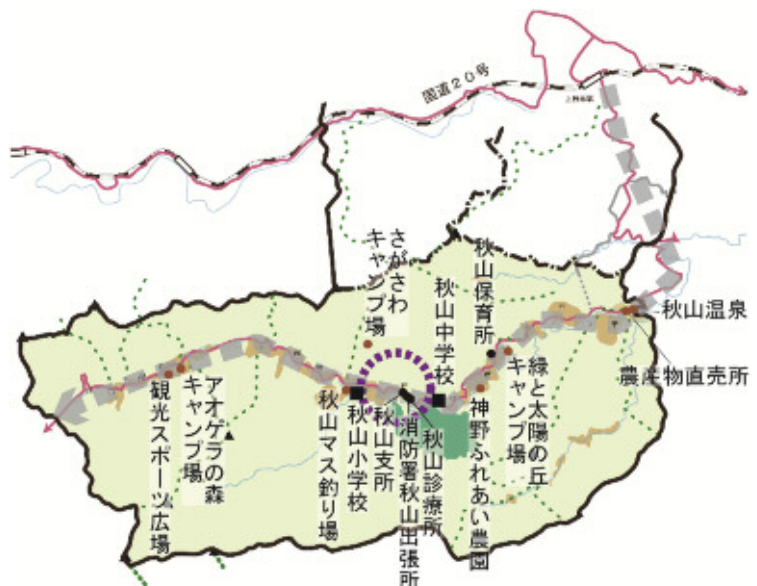 国道20号
さがさわ
キャンプ場
秋山保育所
秋山中学校
秋山温泉
農産物直売所
緑と太陽の丘
キャンプ場
神野ふれあい農園
秋山診療所
消防署秋山出張所
秋山支所
秋山小学校
秋山マス釣り場
アオゲラの森
キャンプ場
観光スポーツ広場